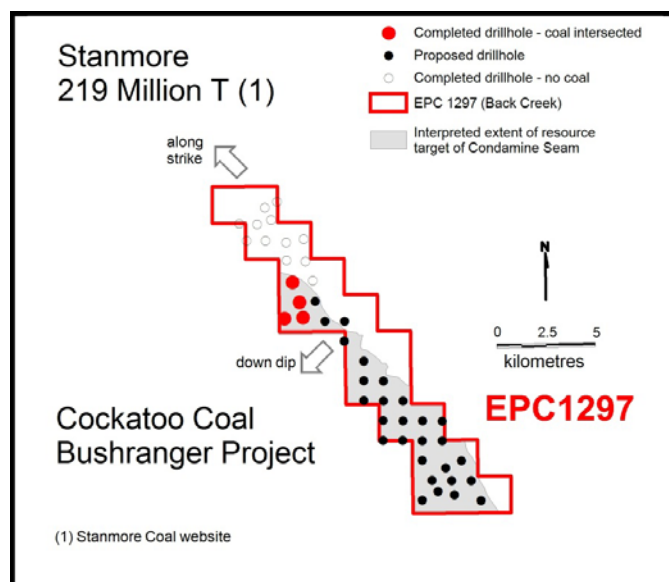 Stanmore
219 Million T (1)
Completed drillhole - coal intersected
Proposed drillhole
Completed drillhole - no coal
EPC 1297 (Back Creek)
Interpreted extent of resource
target of Condamine Seam
along
strike
N
0 2.5 5
kilometres
down dip
EPC1297
Cockatoo Coal
Bushranger Project
(1) Stanmore Coal website